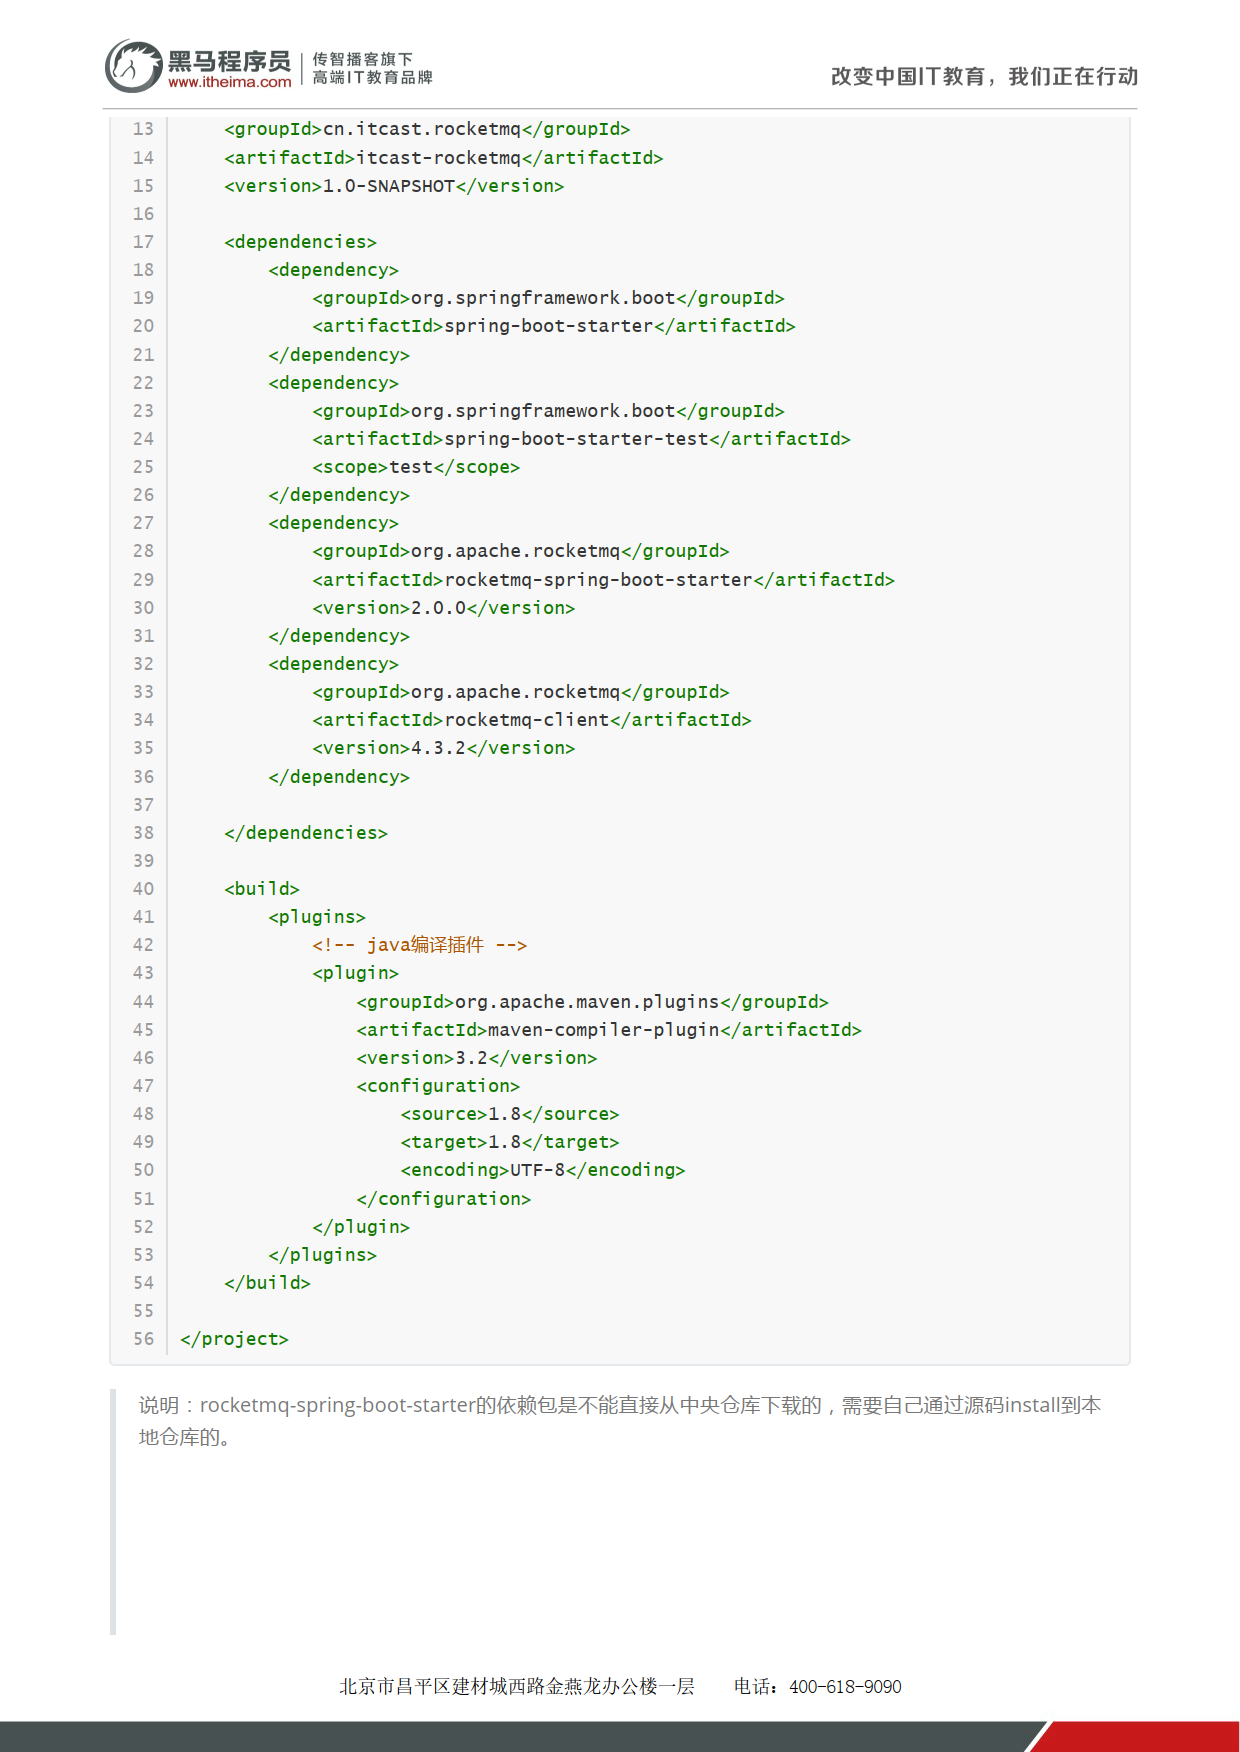 黑马程序员
www.itheima.com
传智播客旗下
高端IT教育品牌
改变中国IT教育，我们正在行动
13     <groupId>cn.itcast.rocketmq</groupId>
14     <artifactId>itcast-rocketmq</artifactId>
15     <version>1.0-SNAPSHOT</version>
16
17     <dependencies>
18         <dependency>
19             <groupId>org.springframework.boot</groupId>
20             <artifactId>spring-boot-starter</artifactId>
21         </dependency>
22         <dependency>
23             <groupId>org.springframework.boot</groupId>
24             <artifactId>spring-boot-starter-test</artifactId>
25             <scope>test</scope>
26         </dependency>
27         <dependency>
28             <groupId>org.apache.rocketmq</groupId>
29             <artifactId>rocketmq-spring-boot-starter</artifactId>
30             <version>2.0.0</version>
31         </dependency>
32         <dependency>
33             <groupId>org.apache.rocketmq</groupId>
34             <artifactId>rocketmq-client</artifactId>
35             <version>4.3.2</version>
36         </dependency>
37
38     </dependencies>
39
40     <build>
41         <plugins>
42             <!-- java编译插件 -->
43             <plugin>
44                 <groupId>org.apache.maven.plugins</groupId>
45                 <artifactId>maven-compiler-plugin</artifactId>
46                 <version>3.2</version>
47                 <configuration>
48                     <source>1.8</source>
49                     <target>1.8</target>
50                     <encoding>UTF-8</encoding>
51                 </configuration>
52             </plugin>
53         </plugins>
54     </build>
55
56 </project>
说明：rocketmq-spring-boot-starter的依赖包是不能直接从中央仓库下载的，需要自己通过源码install到本
地仓库的。
北京市昌平区建材城西路金燕龙办公楼一层 电话：400-618-9090